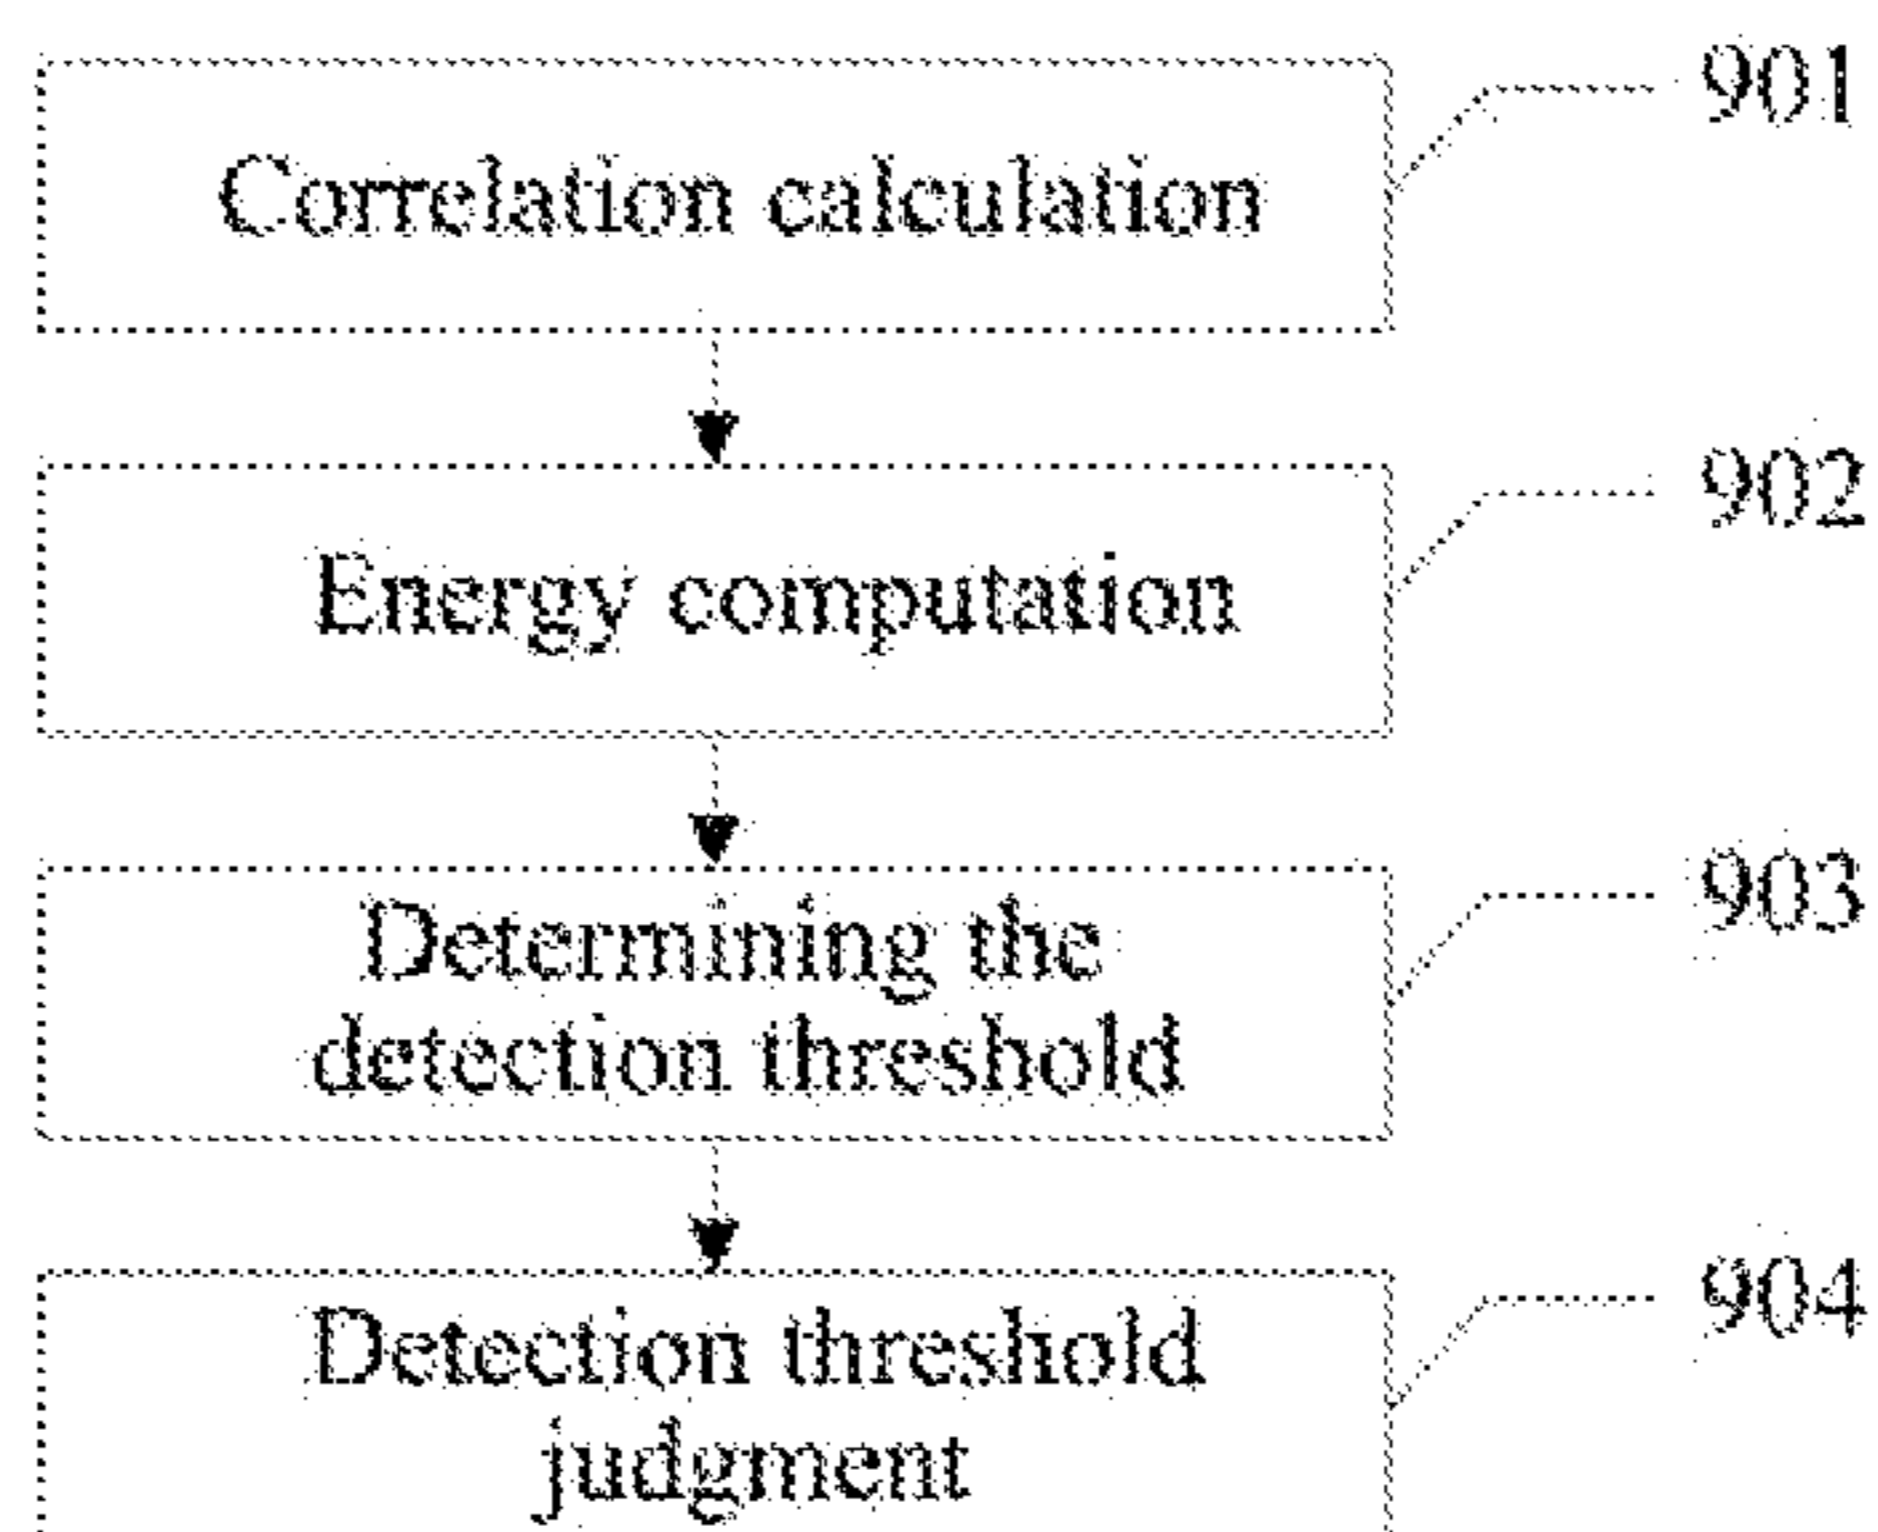 901
Correlation calculation
902
Energy computation
903
Determining the
detection threshold
904
Detection threshold
judgment